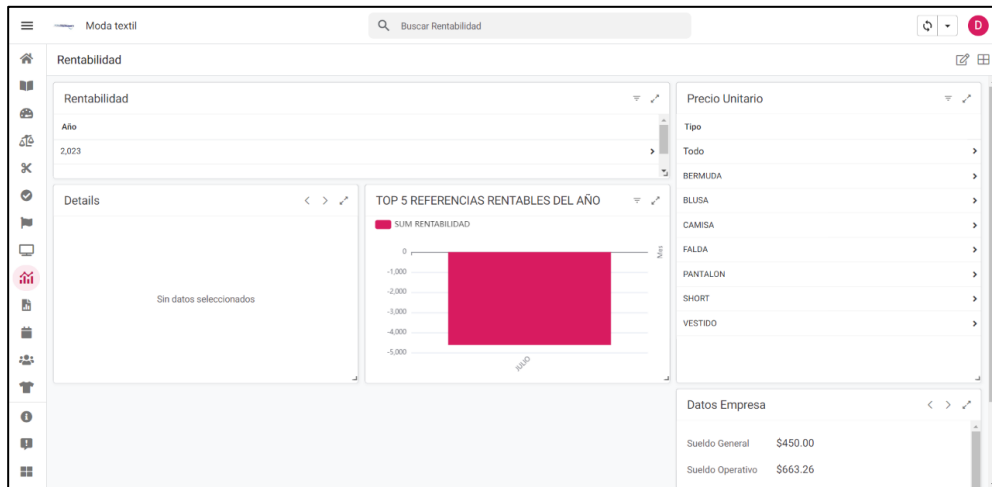 Moda textil
Buscar Rentabilidad
D
Rentabilidad
Rentabilidad
Año
2,023
Precio Unitario
Tipo
Todo
BERMUDA
BLUSA
CAMISA
FALDA
PANTALON
SHORT
VESTIDO
Details
Sin datos seleccionados
TOP 5 REFERENCIAS RENTABLES DEL AÑO
SUM RENTABILIDAD
Mes
0
-1,000
-2,000
-3,000
-4,000
-5,000
JULIO
Datos Empresa
Sueldo General $450.00
Sueldo Operativo $663.26